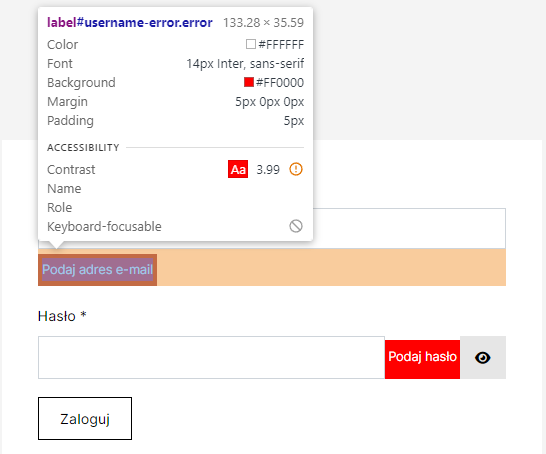 label#username-error.error 133.28 × 35.59
Color #FFFFFF
Font 14px Inter, sans-serif
Background #FF0000
Margin 5px 0px 0px
Padding 5px
ACCESSIBILITY
Contrast Aa 3.99
Name
Role
Keyboard-focusable
Podaj adres e-mail
Hasło *
Podaj hasło
Zaloguj